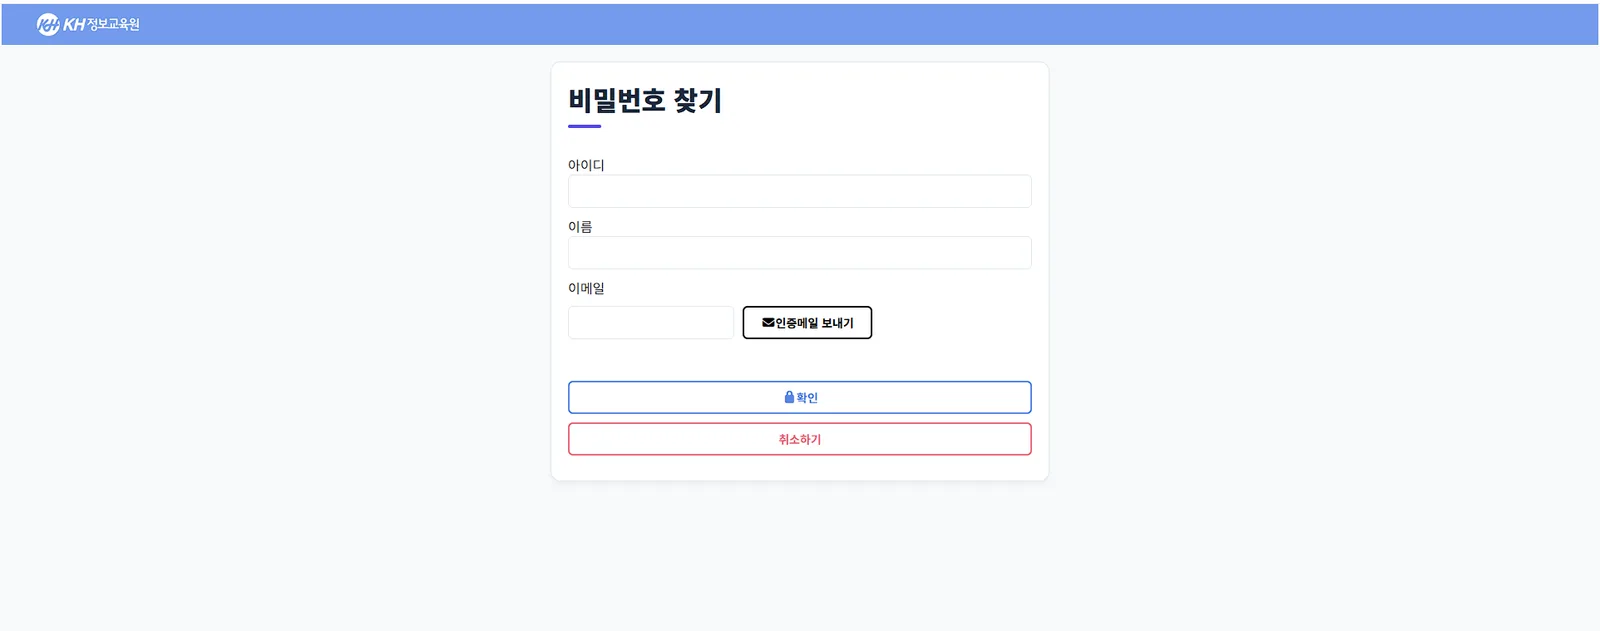 KH KH정보교육원
비밀번호 찾기
아이디
이름
이메일
인증메일 보내기
확인
취소하기